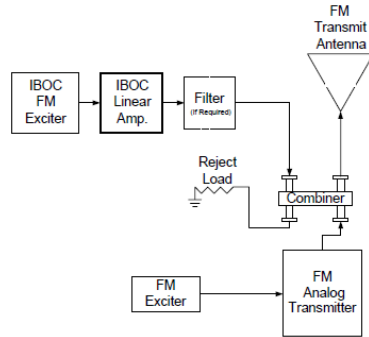 FM
Transmit
Antenna
IBOC
FM
Exciter
IBOC
Linear
Amp.
Filter
(If Required)
Reject
Load
Combiner
FM
Exciter
FM
Analog
Transmitter